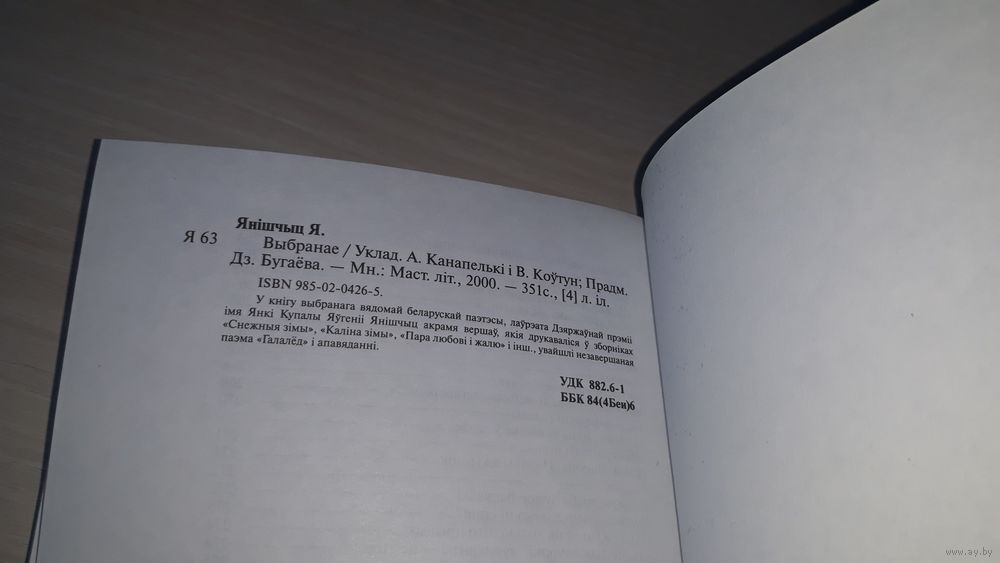 Янішчыц Я.
Я 63 Выбранае / Уклад. А. Канапелькі і В. Коўтун; Прадм.
Дз. Бугаёва. — Мн.: Маст. літ., 2000. — 351с., [4] л. іл.
ISBN 985-02-0426-5.
У кнігу выбранага вядомай беларускай паэтэсы, лаўрэата Дзяржаўнай прэміі
імя Янкі Купалы Яўгеніі Янішчыц акрамя вершаў, якія друкаваліся ў зборніках
«Снежныя зімы», «Каліна зімы», «Пара любові і жалю» і інш., увайшлі незавершаная
паэма «Галалёд» і апавяданні.
УДК 882.6-1
ББК 84(4Беи)6
www.ay.by